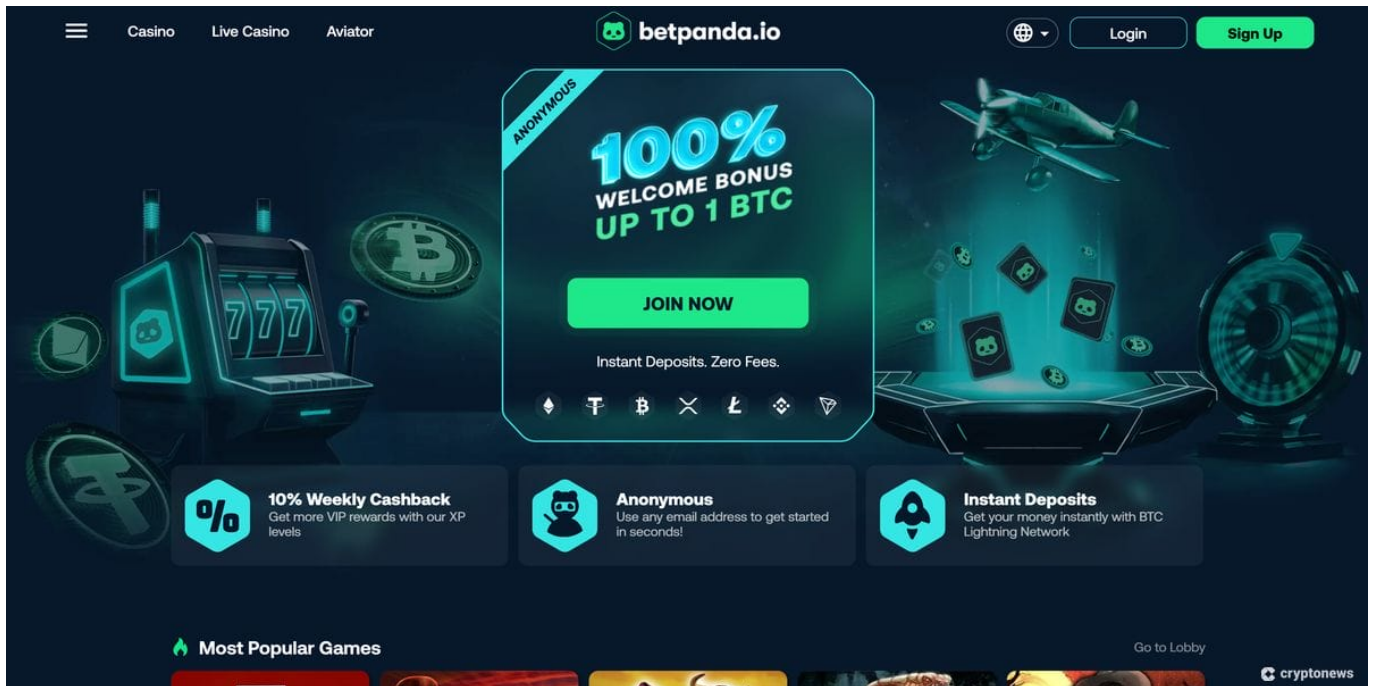 Casino
Live Casino
Aviator
betpanda.io
Login
Sign Up
ANONYMOUS
100%
WELCOME BONUS
UP TO 1 BTC
JOIN NOW
Instant Deposits. Zero Fees.
777
10% Weekly Cashback
Get more VIP rewards with our XP
levels
Anonymous
Use any email address to get started
in seconds!
Instant Deposits
Get your money instantly with BTC
Lightning Network
Most Popular Games
Go to Lobby
cryptonews